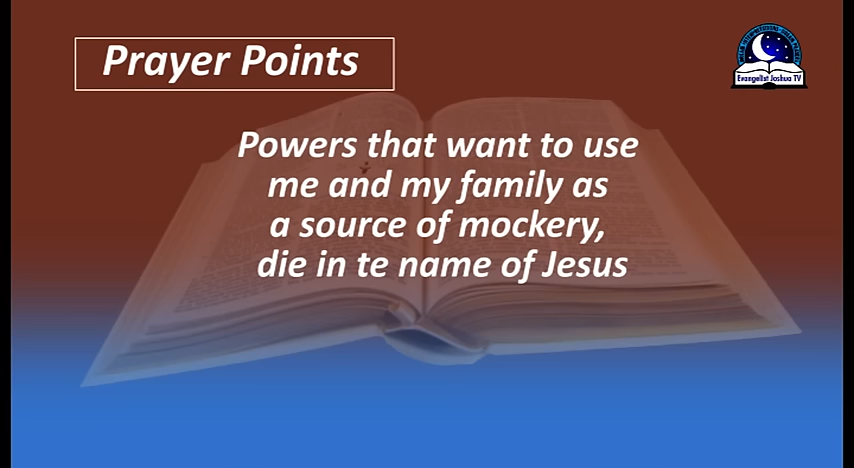 Prayer Points
Evangelist Joshua TV
Powers that want to use
me and my family as
a source of mockery,
die in te name of Jesus